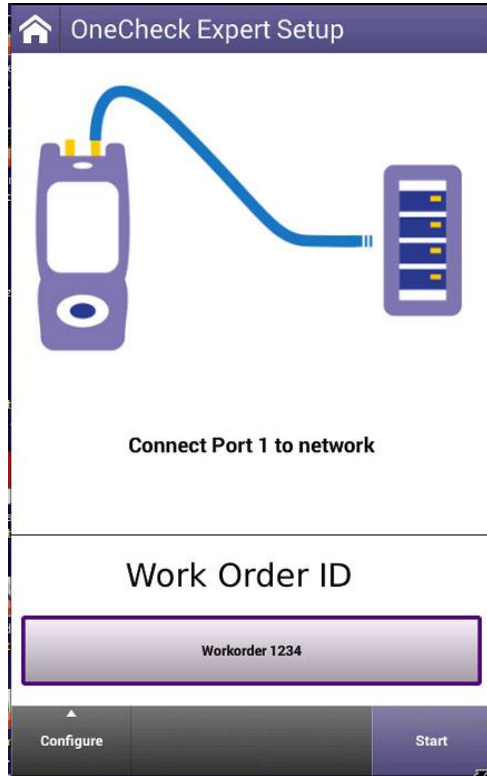 OneCheck Expert Setup
Connect Port 1 to network
Work Order ID
Workorder 1234
Configure
Start